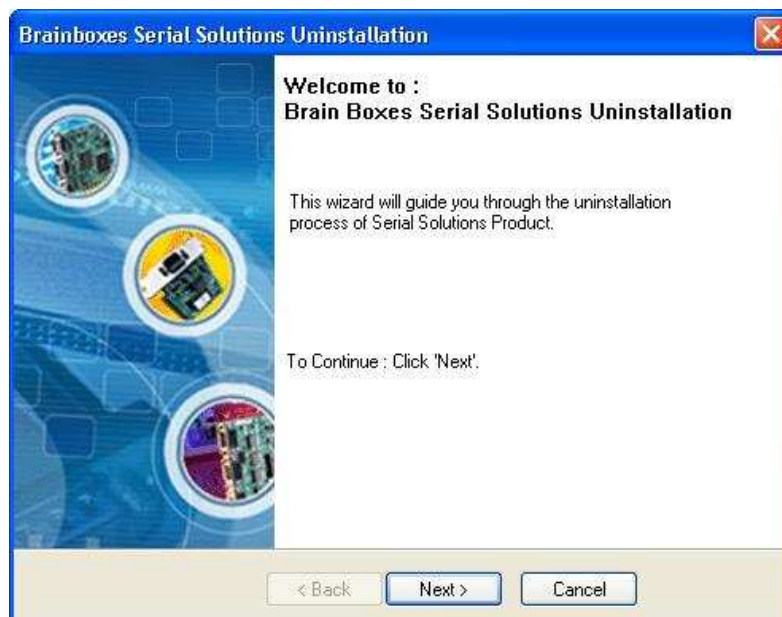 Brainboxes Serial Solutions Uninstallation
Welcome to :
Brain Boxes Serial Solutions Uninstallation
This wizard will guide you through the uninstallation
process of Serial Solutions Product.
To Continue : Click 'Next'.
< Back
Next >
Cancel